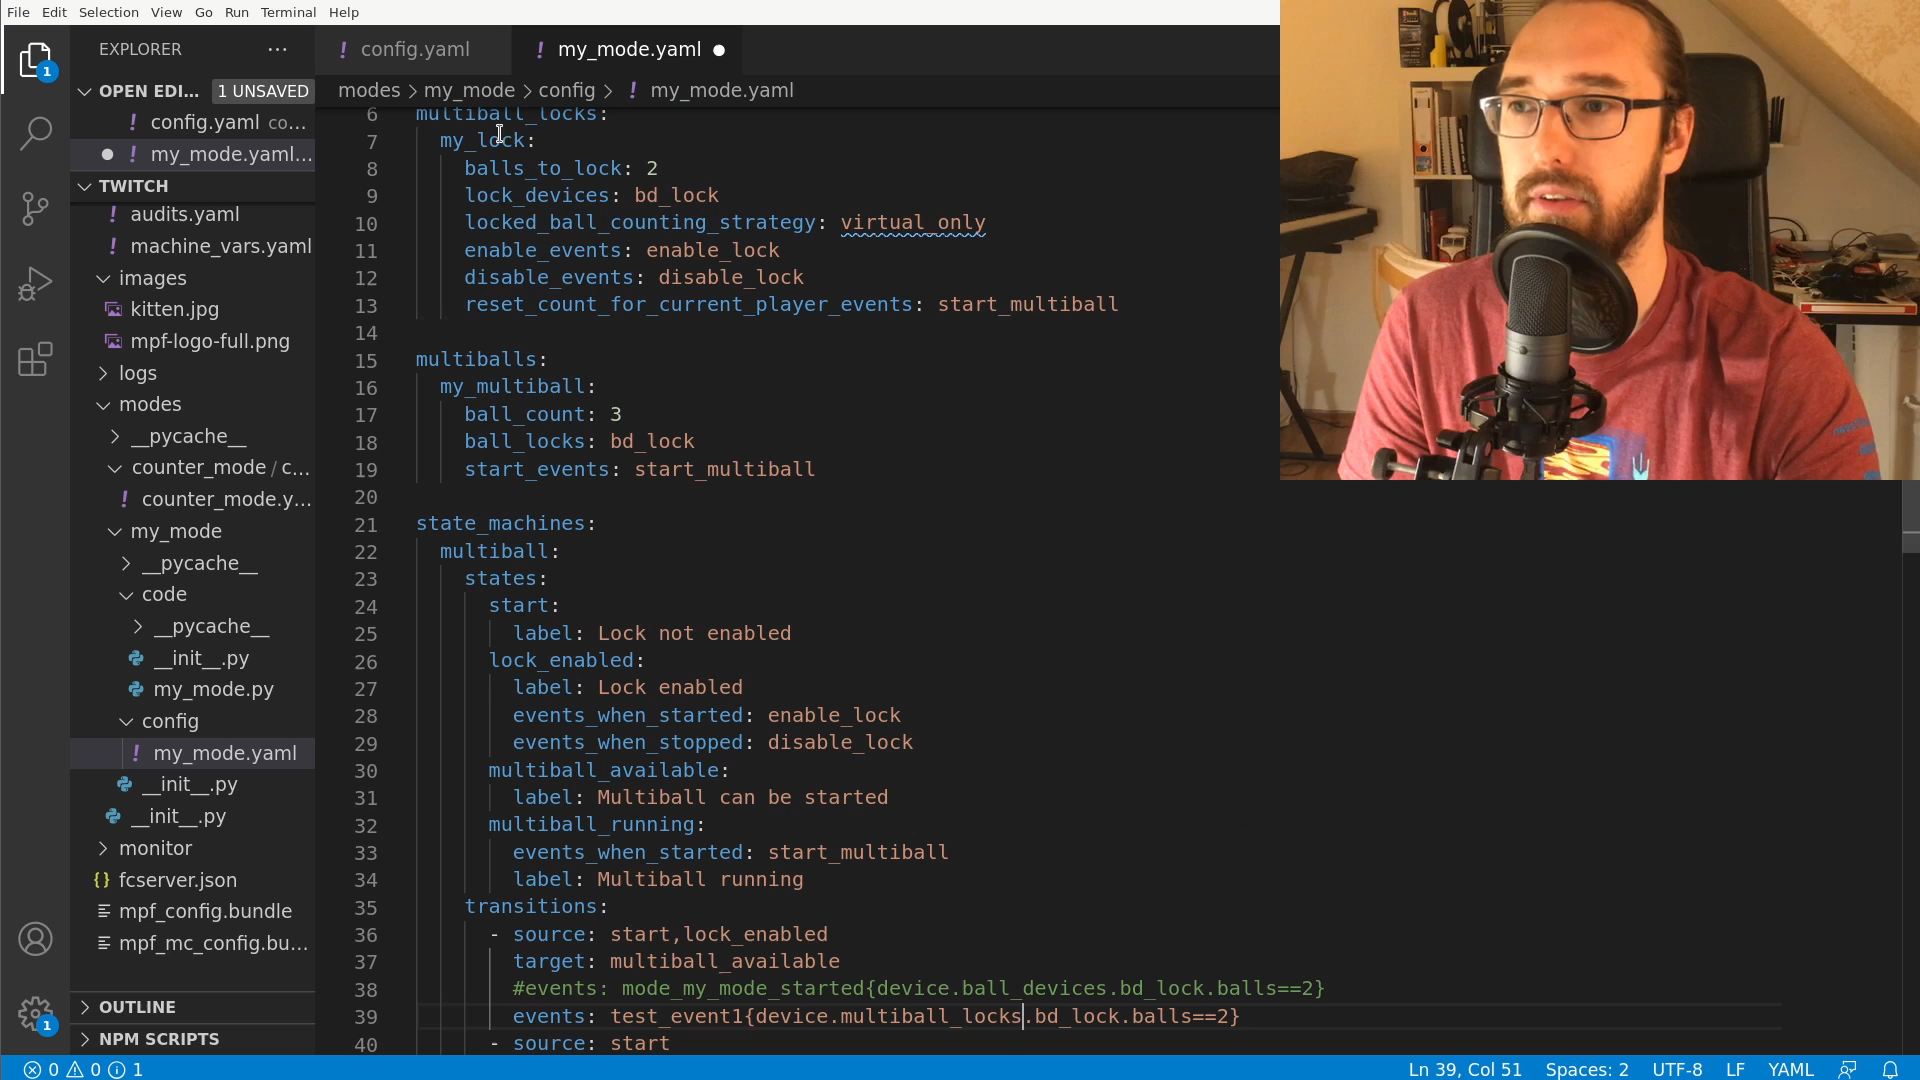 File Edit Selection View Go Run Terminal Help
EXPLORER
OPEN EDI... 1 UNSAVED
config.yaml co...
my_mode.yaml...
TWITCH
audits.yaml
machine_vars.yaml
images
kitten.jpg
mpf-logo-full.png
logs
modes
__pycache__
counter_mode / c...
counter_mode.y...
my_mode
__pycache__
code
__pycache__
__init__.py
my_mode.py
config
my_mode.yaml
__init__.py
__init__.py
monitor
fcserver.json
mpf_config.bundle
mpf_mc_config.bu...
OUTLINE
NPM SCRIPTS
config.yaml
my_mode.yaml
modes > my_mode > config > ! my_mode.yaml
6 multiball_locks:
7 my_lock:
8 balls_to_lock: 2
9 lock_devices: bd_lock
10 locked_ball_counting_strategy: virtual_only
11 enable_events: enable_lock
12 disable_events: disable_lock
13 reset_count_for_current_player_events: start_multiball
14
15 multiballs:
16 my_multiball:
17 ball_count: 3
18 ball_locks: bd_lock
19 start_events: start_multiball
20
21 state_machines:
22 multiball:
23 states:
24 start:
25 label: Lock not enabled
26 lock_enabled:
27 label: Lock enabled
28 events_when_started: enable_lock
29 events_when_stopped: disable_lock
30 multiball_available:
31 label: Multiball can be started
32 multiball_running:
33 events_when_started: start_multiball
34 label: Multiball running
35 transitions:
36 - source: start,lock_enabled
37 target: multiball_available
38 #events: mode_my_mode_started{device.ball_devices.bd_lock.balls==2}
39 events: test_event1{device.multiball_locks.bd_lock.balls==2}
40 - source: start
0 0 1
Ln 39, Col 51 Spaces: 2 UTF-8 LF YAML